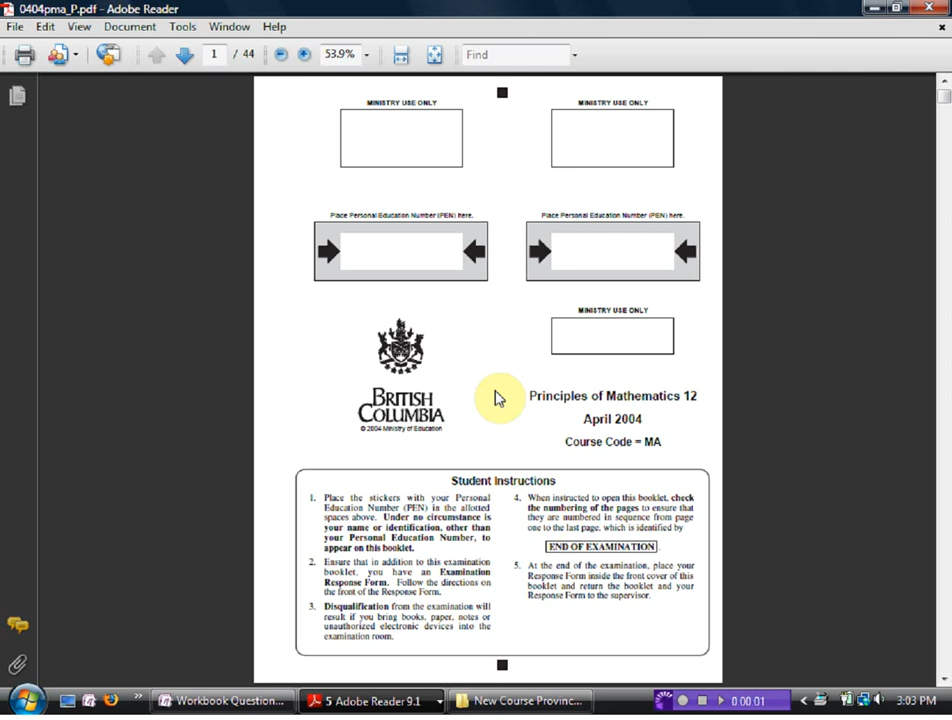 0404pma_P.pdf - Adobe Reader
File Edit View Document Tools Window Help
1 / 44 53.9% Find
MINISTRY USE ONLY MINISTRY USE ONLY
Place Personal Education Number (PEN) here. Place Personal Education Number (PEN) here.
MINISTRY USE ONLY
BRITISH
COLUMBIA
© 2004 Ministry of Education
Principles of Mathematics 12
April 2004
Course Code = MA
Student Instructions
1. Place the stickers with your Personal
Education Number (PEN) in the allotted
spaces above. Under no circumstance is
your name or identification, other than
your Personal Education Number, to
appear on this booklet.
2. Ensure that in addition to this examination
booklet, you have an Examination
Response Form. Follow the directions on
the front of the Response Form.
3. Disqualification from the examination will
result if you bring books, paper, notes or
unauthorized electronic devices into the
examination room.
4. When instructed to open this booklet, check
the numbering of the pages to ensure that
they are numbered in sequence from page
one to the last page, which is identified by
END OF EXAMINATION.
5. At the end of the examination, place your
Response Form inside the front cover of this
booklet and return the booklet and your
Response Form to the supervisor.
Workbook Question... 5 Adobe Reader 9.1 New Course Provinc... 0:00:01 3:03 PM